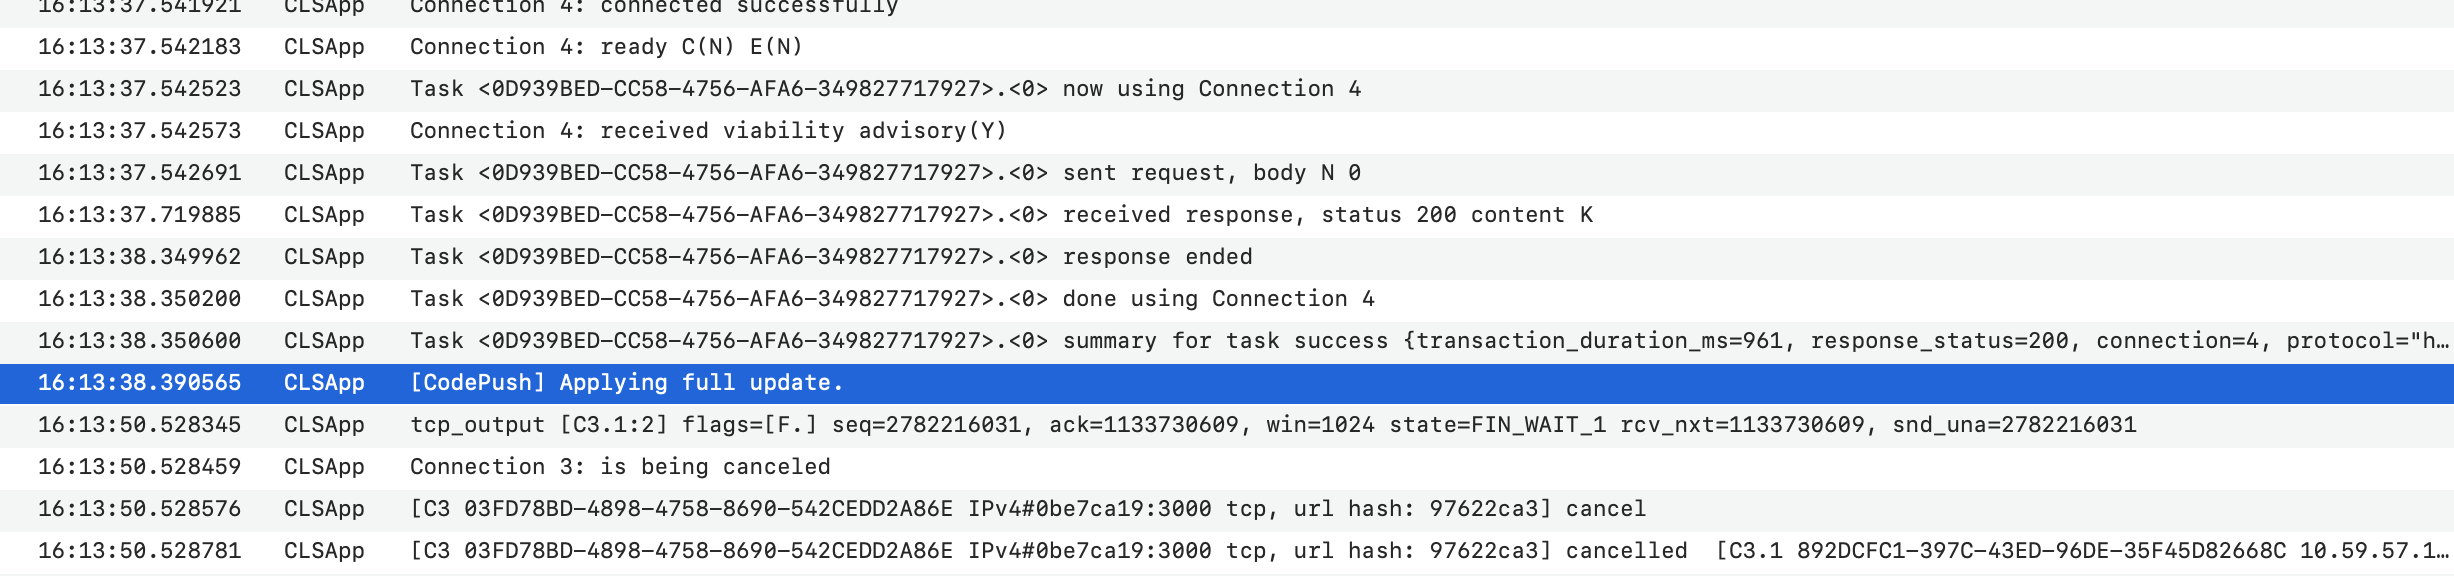 16:13:37.541921 CLSApp Connection 4: connected successfully
16:13:37.542183 CLSApp Connection 4: ready C(N) E(N)
16:13:37.542523 CLSApp Task <0D939BED-CC58-4756-AFA6-349827717927>.<0> now using Connection 4
16:13:37.542573 CLSApp Connection 4: received viability advisory(Y)
16:13:37.542691 CLSApp Task <0D939BED-CC58-4756-AFA6-349827717927>.<0> sent request, body N 0
16:13:37.719885 CLSApp Task <0D939BED-CC58-4756-AFA6-349827717927>.<0> received response, status 200 content K
16:13:38.349962 CLSApp Task <0D939BED-CC58-4756-AFA6-349827717927>.<0> response ended
16:13:38.350200 CLSApp Task <0D939BED-CC58-4756-AFA6-349827717927>.<0> done using Connection 4
16:13:38.350600 CLSApp Task <0D939BED-CC58-4756-AFA6-349827717927>.<0> summary for task success {transaction_duration_ms=961, response_status=200, connection=4, protocol="h…
16:13:38.390565 CLSApp [CodePush] Applying full update.
16:13:50.528345 CLSApp tcp_output [C3.1:2] flags=[F.] seq=2782216031, ack=1133730609, win=1024 state=FIN_WAIT_1 rcv_nxt=1133730609, snd_una=2782216031
16:13:50.528459 CLSApp Connection 3: is being canceled
16:13:50.528576 CLSApp [C3 03FD78BD-4898-4758-8690-542CEDD2A86E IPv4#0be7ca19:3000 tcp, url hash: 97622ca3] cancel
16:13:50.528781 CLSApp [C3 03FD78BD-4898-4758-8690-542CEDD2A86E IPv4#0be7ca19:3000 tcp, url hash: 97622ca3] cancelled [C3.1 892DCFC1-397C-43ED-96DE-35F45D82668C 10.59.57.1…